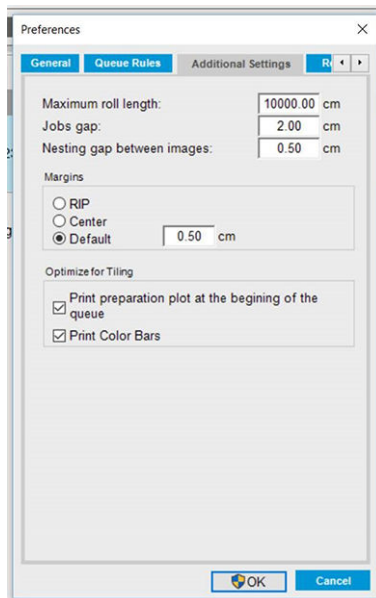 Preferences
General Queue Rules Additional Settings
Maximum roll length: 10000.00 cm
Jobs gap: 2.00 cm
Nesting gap between images: 0.50 cm
Margins
RIP
Center
Default 0.50 cm
Optimize for Tiling
Print preparation plot at the begining of the
queue
Print Color Bars
OK Cancel